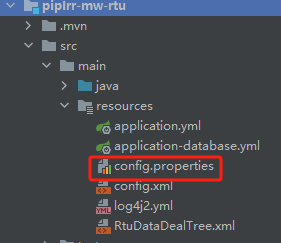 piplrr-mw-rtu
.mvn
src
main
java
resources
application.yml
application-database.yml
config.properties
config.xml
log4j2.yml
RtuDataDealTree.xml